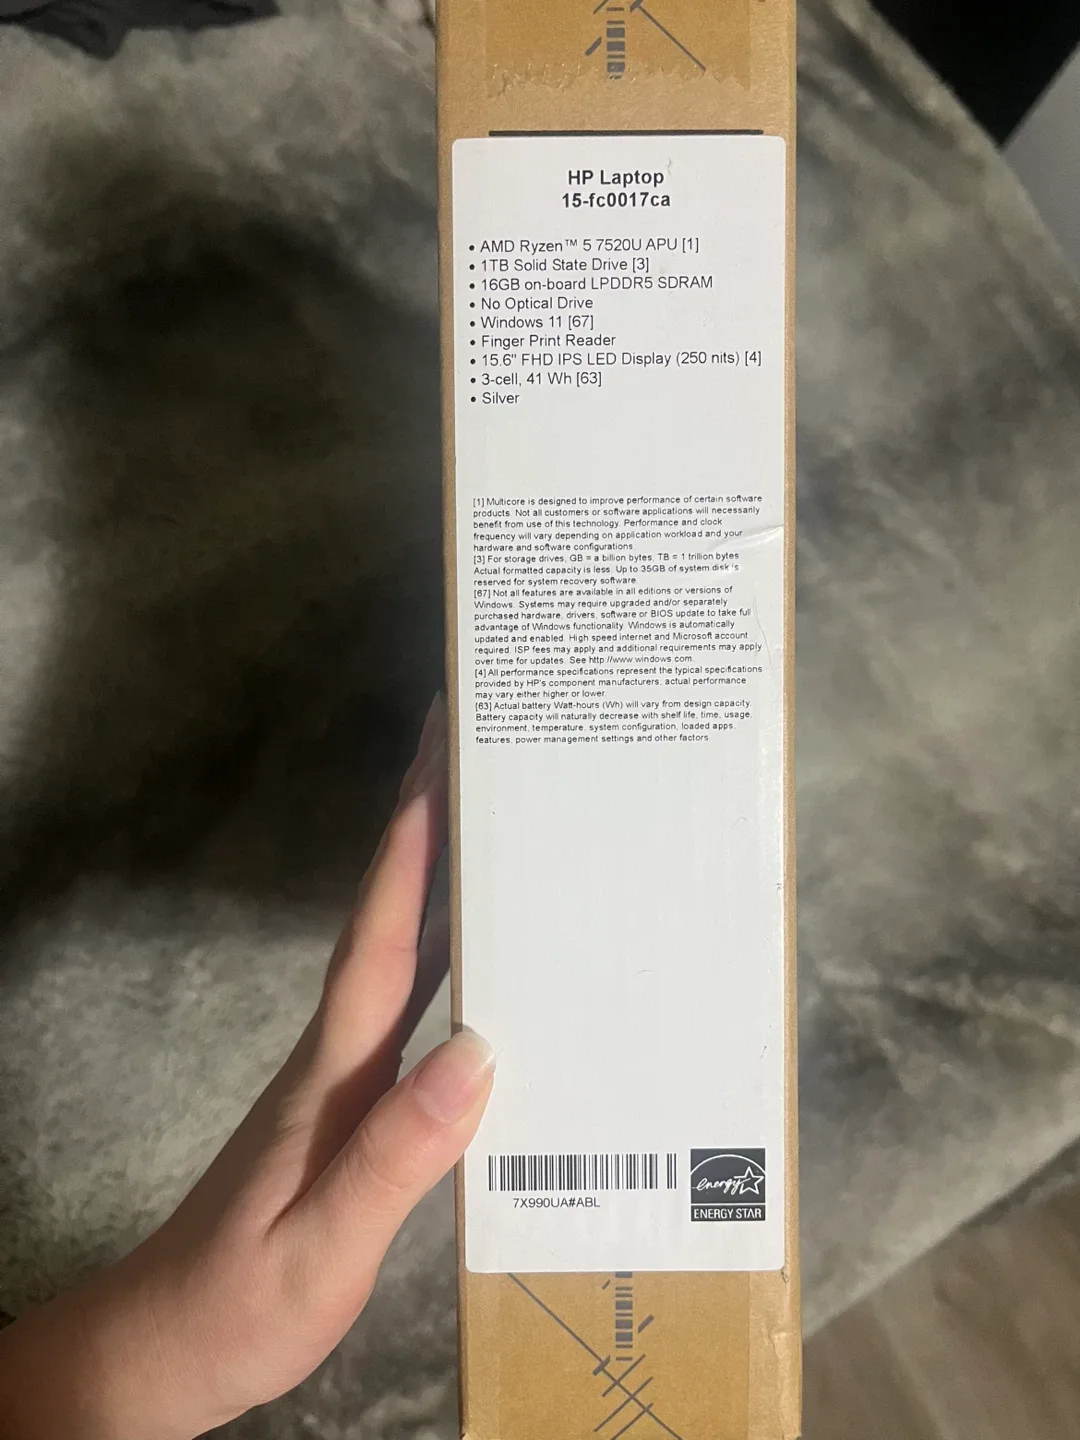 HP Laptop
15-fc0017ca
• AMD Ryzen™ 5 7520U APU [1]
• 1TB Solid State Drive [3]
• 16GB on-board LPDDR5 SDRAM
• No Optical Drive
• Windows 11 [67]
• Finger Print Reader
• 15.6" FHD IPS LED Display (250 nits) [4]
• 3-cell, 41 Wh [63]
• Silver
[1] Multicore is designed to improve performance of certain software
products. Not all customers or software applications will necessarily
benefit from use of this technology. Performance and clock
frequency will vary depending on application workload and your
hardware and software configurations.
[3] For storage drives, GB = a billion bytes, TB = 1 trillion bytes.
Actual formatted capacity is less. Up to 35GB of system disk is
reserved for system recovery software.
[67] Not all features are available in all editions or versions of
Windows. Systems may require upgraded and/or separately
purchased hardware, drivers, software or BIOS update to take full
advantage of Windows functionality. Windows is automatically
updated and enabled. High speed internet and Microsoft account
required. ISP fees may apply and additional requirements may apply
over time for updates. See http://www.windows.com.
[4] All performance specifications represent the typical specifications
provided by HP's component manufacturers; actual performance
may vary either higher or lower.
[63] Actual battery Watt-hours (Wh) will vary from design capacity.
Battery capacity will naturally decrease with shelf life, time, usage,
environment, temperature, system configuration, loaded apps,
features, power management settings and other factors.
7X990UA#ABL
energy
ENERGY STAR